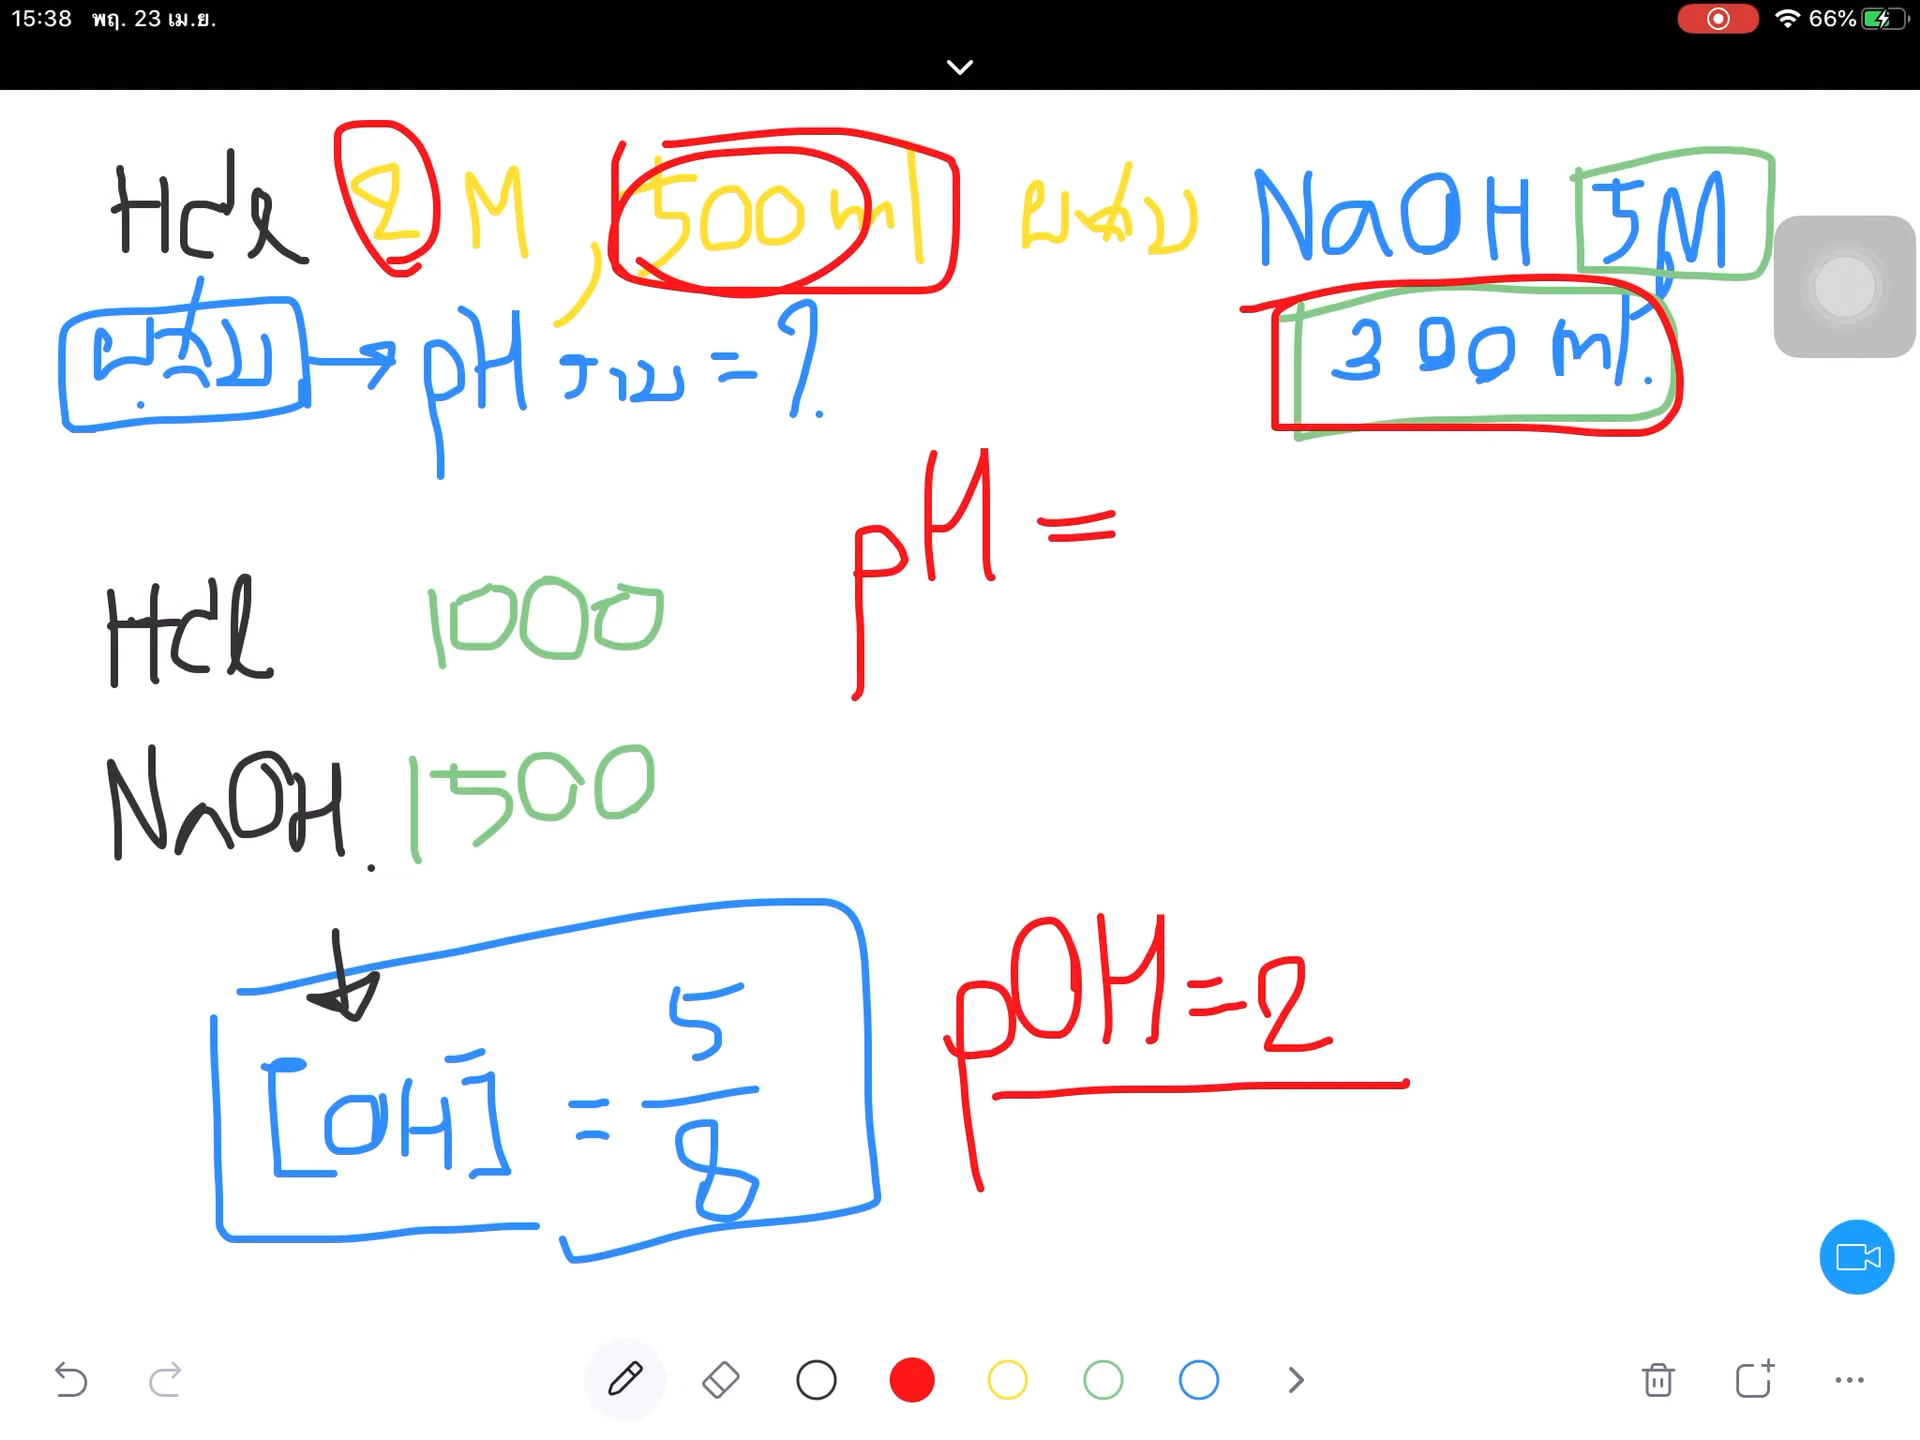 15:38 พฤ. 23 เม.ย. 66%
HCl 2 M , 500 ml ผสม NaOH 5M ,
300 ml.
ผสม → pH รวม = ?
pH =
HCl 1000
NaOH. 1500
[OH⁻] = 5/8
pOH = 2